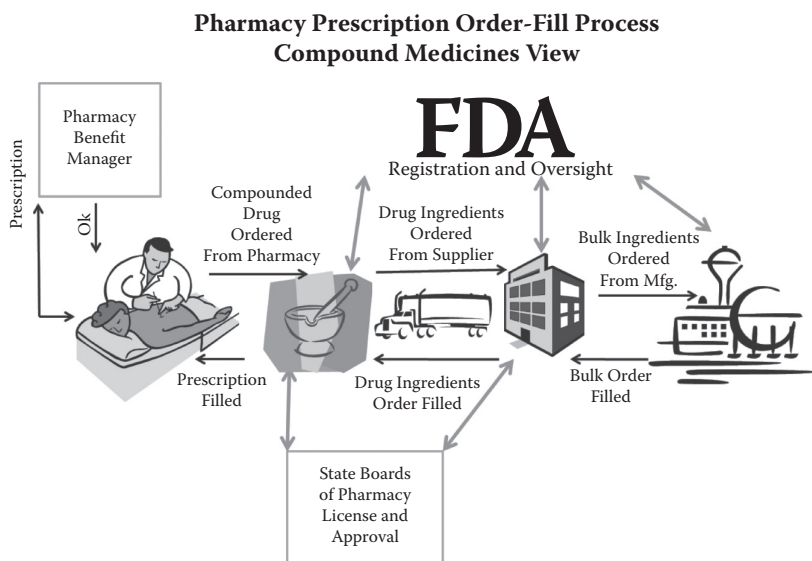 Pharmacy Prescription Order-Fill Process
Compound Medicines View
Pharmacy
Benefit
Manager
Prescription
Ok
FDA
Registration and Oversight
Compounded
Drug
Ordered
From Pharmacy
Drug Ingredients
Ordered
From Supplier
Bulk Ingredients
Ordered
From Mfg.
Prescription
Filled
Drug Ingredients
Order Filled
Bulk Order
Filled
State Boards
of Pharmacy
License and
Approval